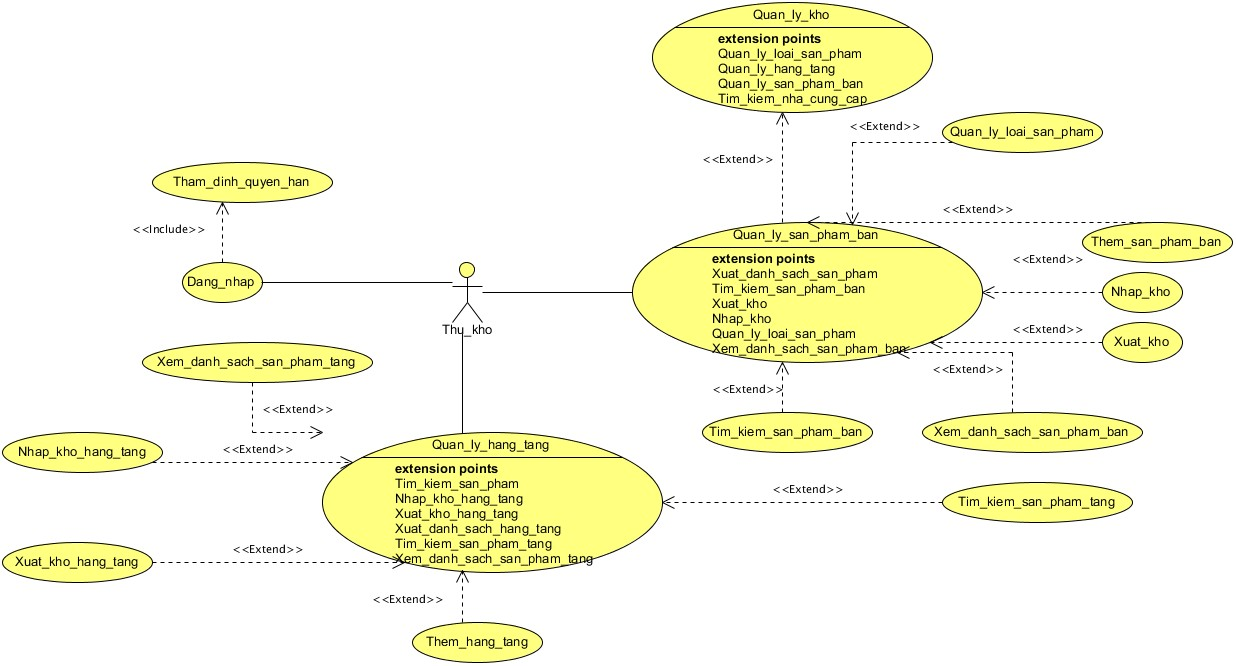 Quan_ly_kho
extension points
Quan_ly_loai_san_pham
Quan_ly_hang_tang
Quan_ly_san_pham_ban
Tim_kiem_nha_cung_cap
<<Extend>>
Quan_ly_loai_san_pham
<<Extend>>
Tham_dinh_quyen_han
<<Include>>
Dang_nhap
Thu_kho
<<Extend>>
Them_san_pham_ban
Quan_ly_san_pham_ban
extension points
Xuat_danh_sach_san_pham
Tim_kiem_san_pham_ban
Xuat_kho
Nhap_kho
Quan_ly_loai_san_pham
Xem_danh_sach_san_pham_ban
<<Extend>>
Nhap_kho
<<Extend>>
Xuat_kho
<<Extend>>
Xem_danh_sach_san_pham_ban
<<Extend>>
Tim_kiem_san_pham_ban
Xem_danh_sach_san_pham_tang
<<Extend>>
Nhap_kho_hang_tang
<<Extend>>
Quan_ly_hang_tang
extension points
Tim_kiem_san_pham
Nhap_kho_hang_tang
Xuat_kho_hang_tang
Xuat_danh_sach_hang_tang
Tim_kiem_san_pham_tang
Xem_danh_sach_san_pham_tang
<<Extend>>
Tim_kiem_san_pham_tang
Xuat_kho_hang_tang
<<Extend>>
<<Extend>>
Them_hang_tang